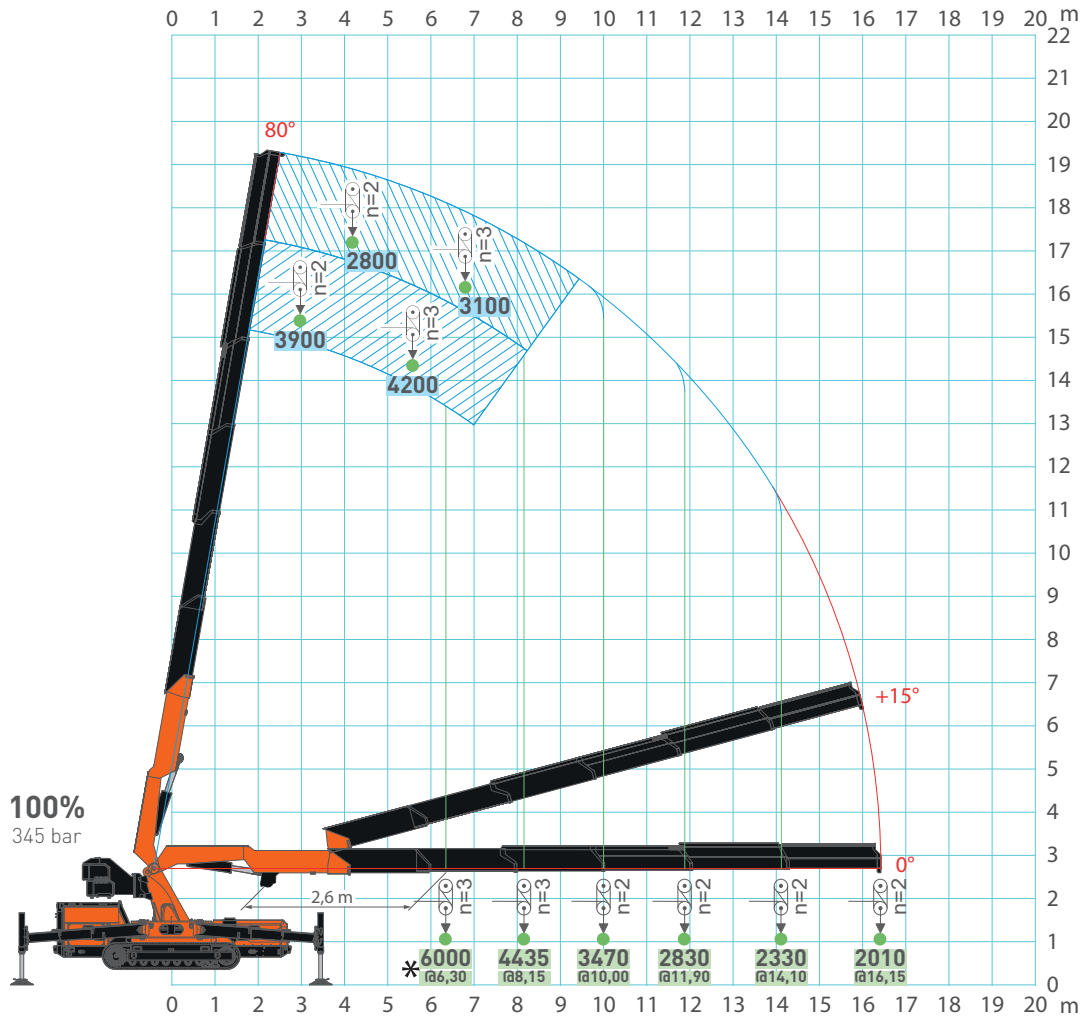 0 1 2 3 4 5 6 7 8 9 10 11 12 13 14 15 16 17 18 19 20 m
22
21
20
80°
19
18
n=2
n=3
17
2800
n=2
16
3100
n=3
15
3900
14
4200
13
12
11
10
9
8
7
+15°
6
5
4
100%
345 bar
3
0°
2,6 m
n=3 n=3 n=2 n=2 n=2 n=2
2
1
* 6000 4435 3470 2830 2330 2010
@6,30 @8,15 @10,00 @11,90 @14,10 @16,15
0
0 1 2 3 4 5 6 7 8 9 10 11 12 13 14 15 16 17 18 19 20 m